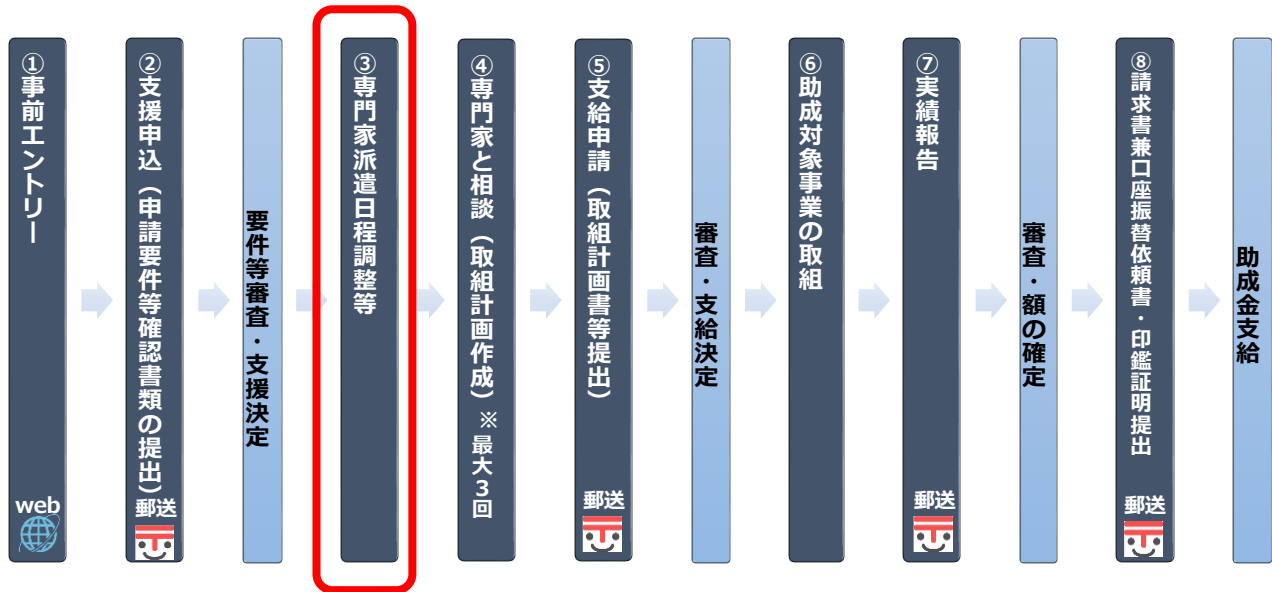 ①事前エントリー
web
②支援申込（申請要件等確認書類の提出）
郵送
要件等審査・支援決定
③専門家派遣日程調整等
④専門家と相談（取組計画作成）※最大３回
⑤支給申請（取組計画書等提出）
郵送
審査・支給決定
⑥助成対象事業の取組
⑦実績報告
郵送
審査・額の確定
⑧請求書兼口座振替依頼書・印鑑証明提出
郵送
助成金支給